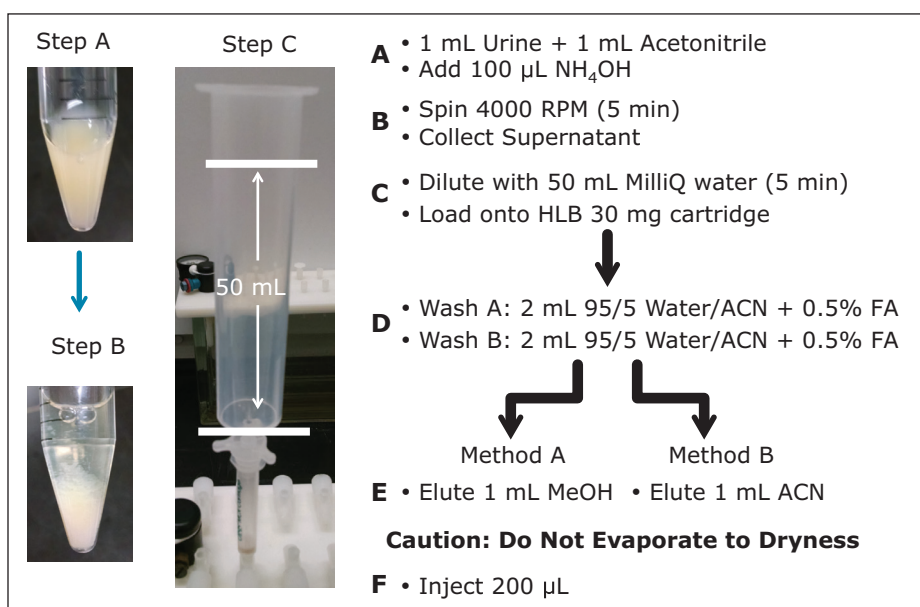 Step A
Step B
Step C
50 mL
A • 1 mL Urine + 1 mL Acetonitrile
• Add 100 µL NH₄OH
B • Spin 4000 RPM (5 min)
• Collect Supernatant
C • Dilute with 50 mL MilliQ water (5 min)
• Load onto HLB 30 mg cartridge
D • Wash A: 2 mL 95/5 Water/ACN + 0.5% FA
• Wash B: 2 mL 95/5 Water/ACN + 0.5% FA
Method A Method B
E • Elute 1 mL MeOH • Elute 1 mL ACN
Caution: Do Not Evaporate to Dryness
F • Inject 200 µL